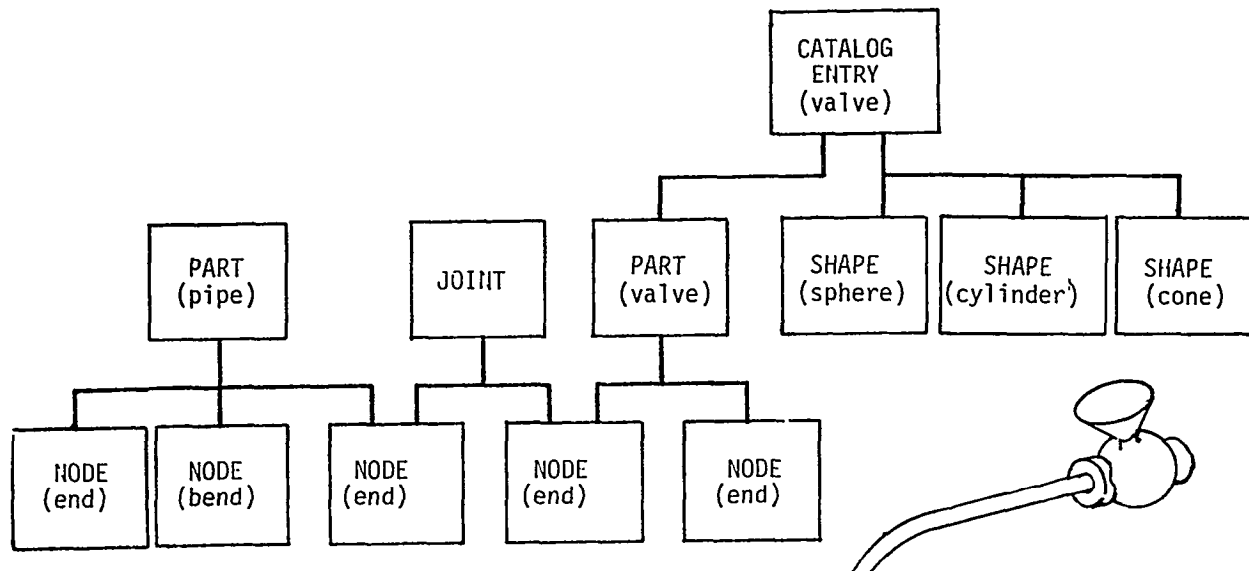 CATALOG
ENTRY
(valve)
PART
(pipe)
JOINT
PART
(valve)
SHAPE
(sphere)
SHAPE
(cylinder)
SHAPE
(cone)
NODE
(end)
NODE
(bend)
NODE
(end)
NODE
(end)
NODE
(end)